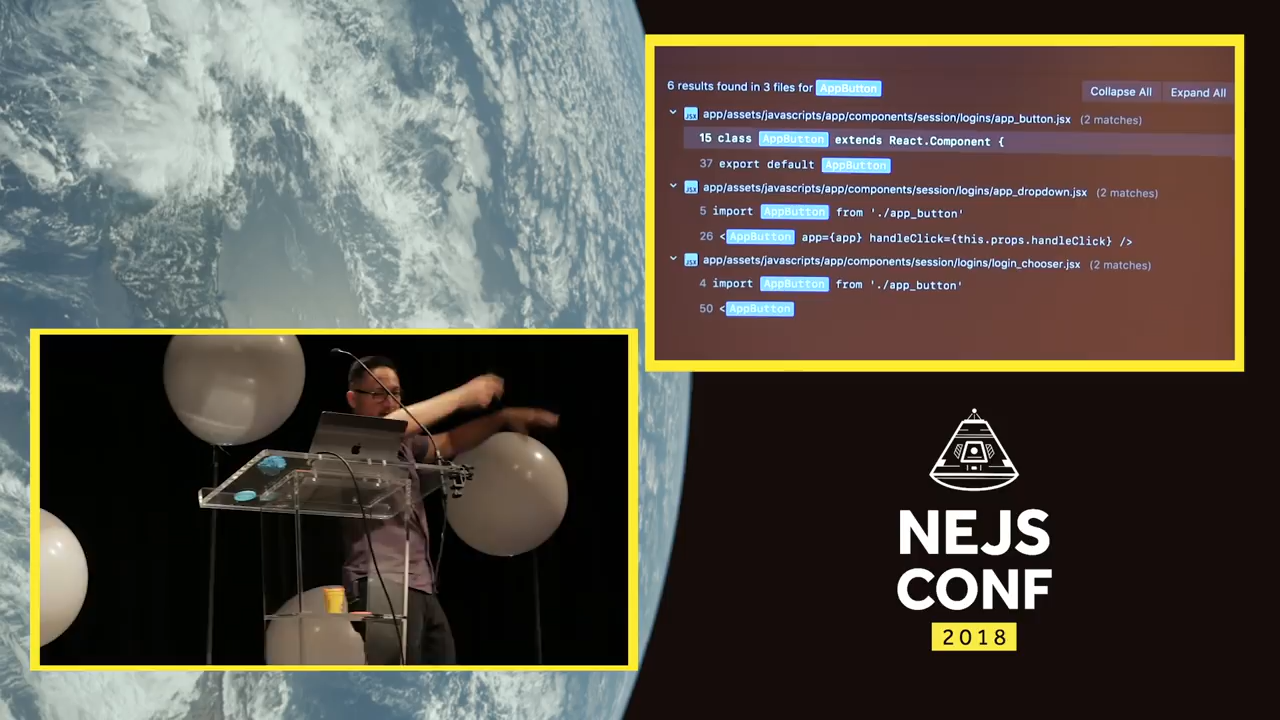 6 results found in 3 files for AppButton
Collapse All
Expand All
JSX app/assets/javascripts/app/components/session/logins/app_button.jsx (2 matches)
15 class AppButton extends React.Component {
37 export default AppButton
JSX app/assets/javascripts/app/components/session/logins/app_dropdown.jsx (2 matches)
5 import AppButton from './app_button'
26 <AppButton app={app} handleClick={this.props.handleClick} />
JSX app/assets/javascripts/app/components/session/logins/login_chooser.jsx (2 matches)
4 import AppButton from './app_button'
50 <AppButton
NEJS
CONF
2018